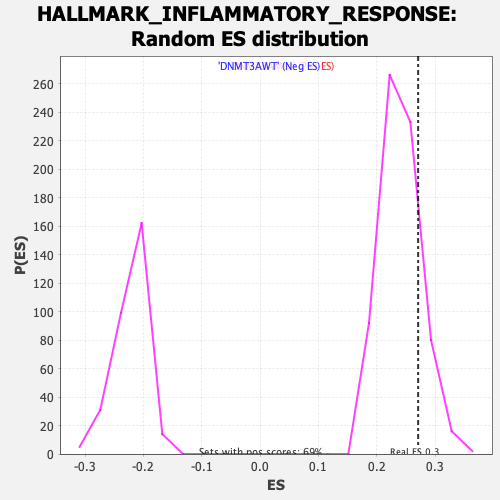 HALLMARK_INFLAMMATORY_RESPONSE:
Random ES distribution
'DNMT3AWT' (Neg ES) ES)
260
240
220
200
180
160
140
120
100
80
60
40
20
0
P(ES)
Sets with pos scores: 69%
Real ES 0.3
-0.3 -0.2 -0.1 0.0 0.1 0.2 0.3
ES